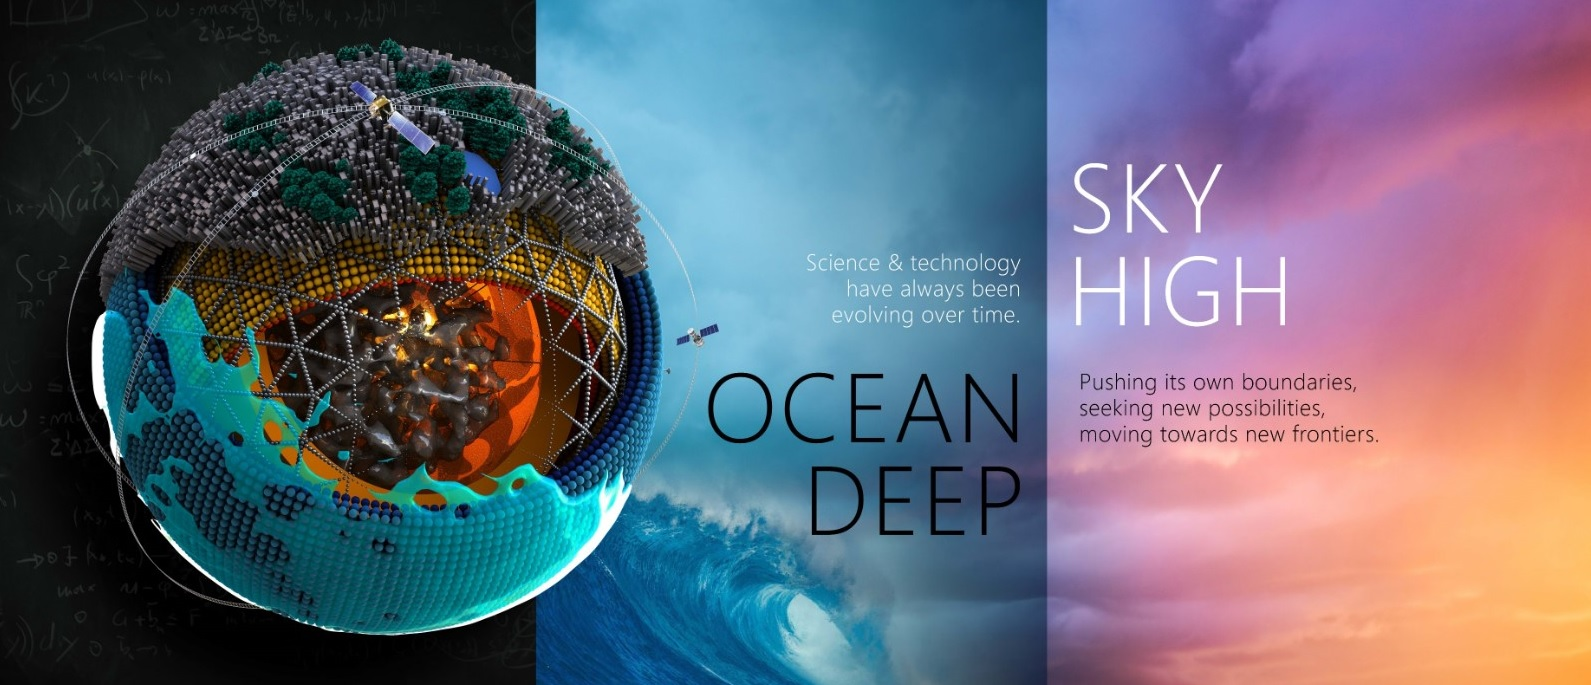 Science & technology
have always been
evolving over time.
OCEAN
DEEP
SKY
HIGH
Pushing its own boundaries,
seeking new possibilities,
moving towards new frontiers.